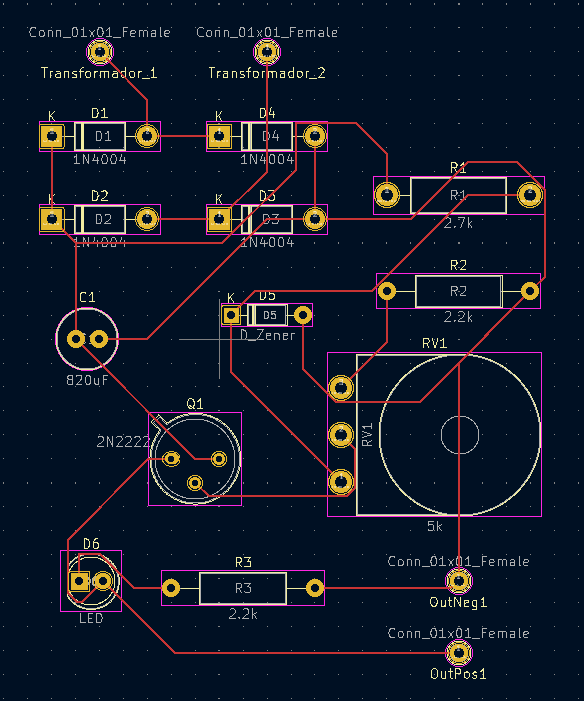 Conn_01x01_Female Conn_01x01_Female
Transformador_1 Transformador_2
D1 D4
K K
D1 D4
1N4004 1N4004
R1
D2 D3
K K
R1
D2 D3
2.7k
1N4004 1N4004
R2
C1 D5
K R2
D5
2.2k
D_Zener
RV1
820uF
Q1
2N2222
RV1
5k
D6
R3 Conn_01x01_Female
R3
OutNeg1
LED 2.2k
Conn_01x01_Female
OutPos1